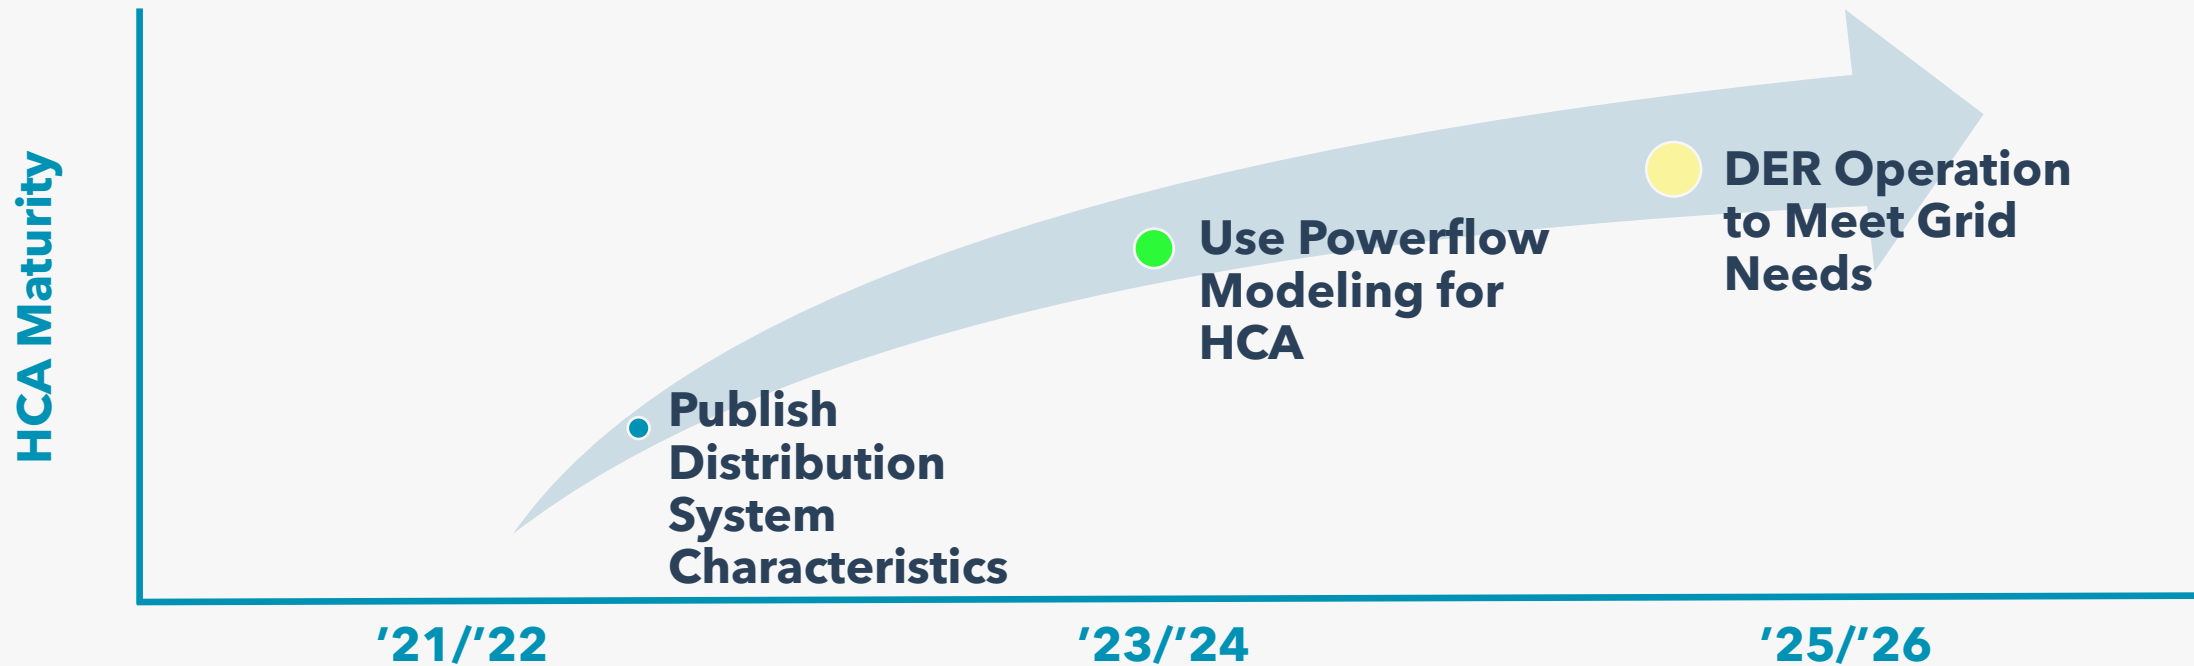 HCA Maturity
DER Operation
to Meet Grid
Needs
Use Powerflow
Modeling for
HCA
Publish
Distribution
System
Characteristics
’21/’22
’23/’24
’25/’26